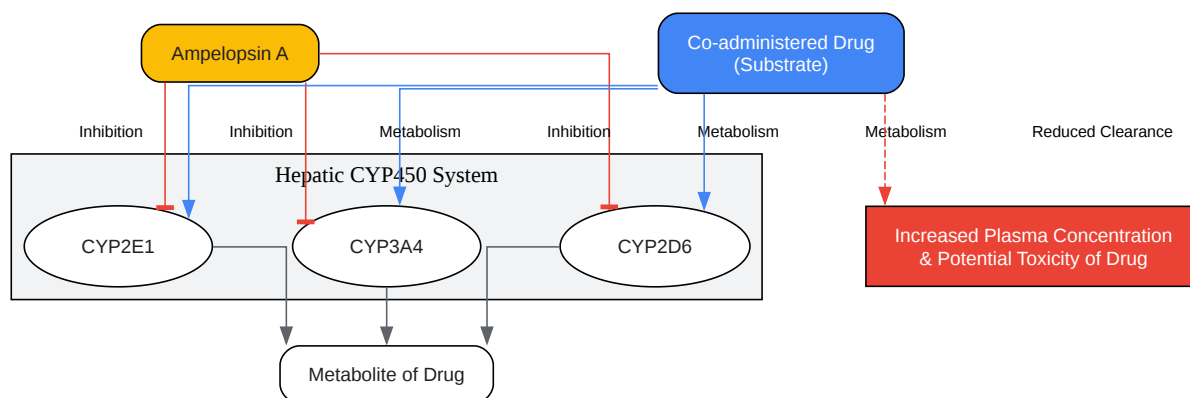 Ampelopsin A
Co-administered Drug
(Substrate)
Inhibition
Inhibition
Metabolism
Inhibition
Metabolism
Metabolism
Reduced Clearance
Hepatic CYP450 System
CYP2E1
CYP3A4
CYP2D6
Increased Plasma Concentration
& Potential Toxicity of Drug
Metabolite of Drug